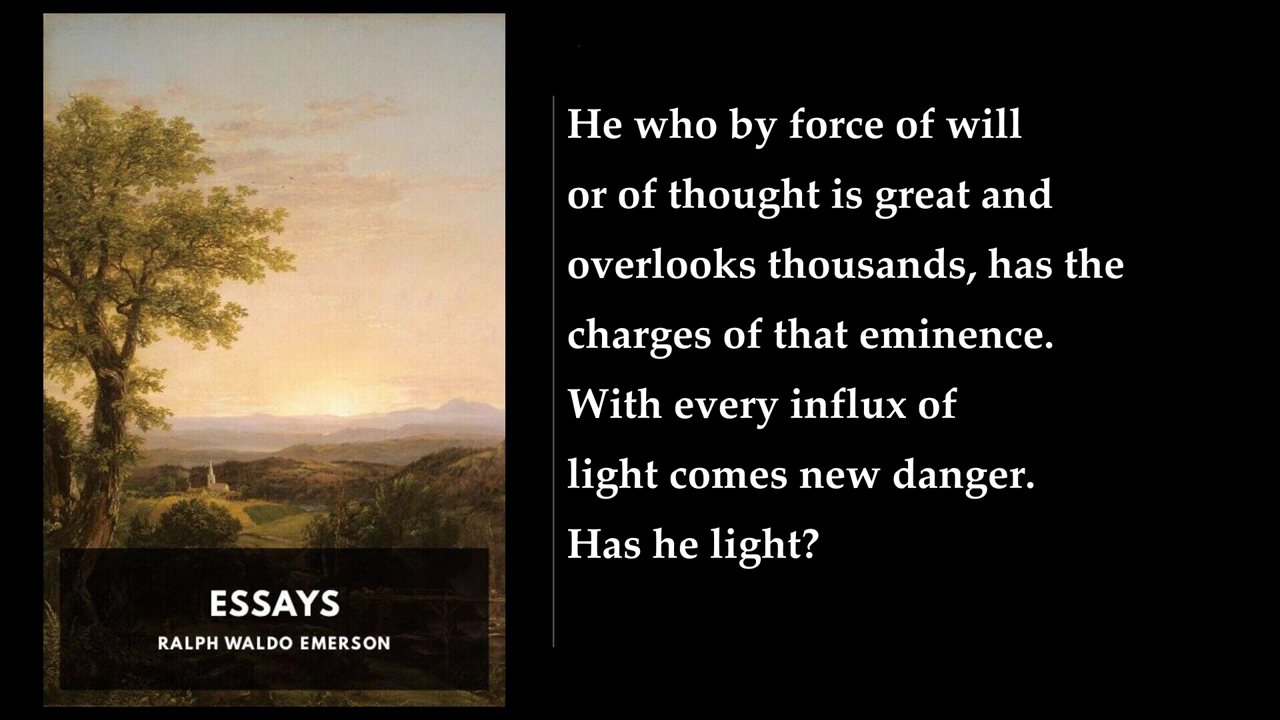 ESSAYS
RALPH WALDO EMERSON
He who by force of will
or of thought is great and
overlooks thousands, has the
charges of that eminence.
With every influx of
light comes new danger.
Has he light?